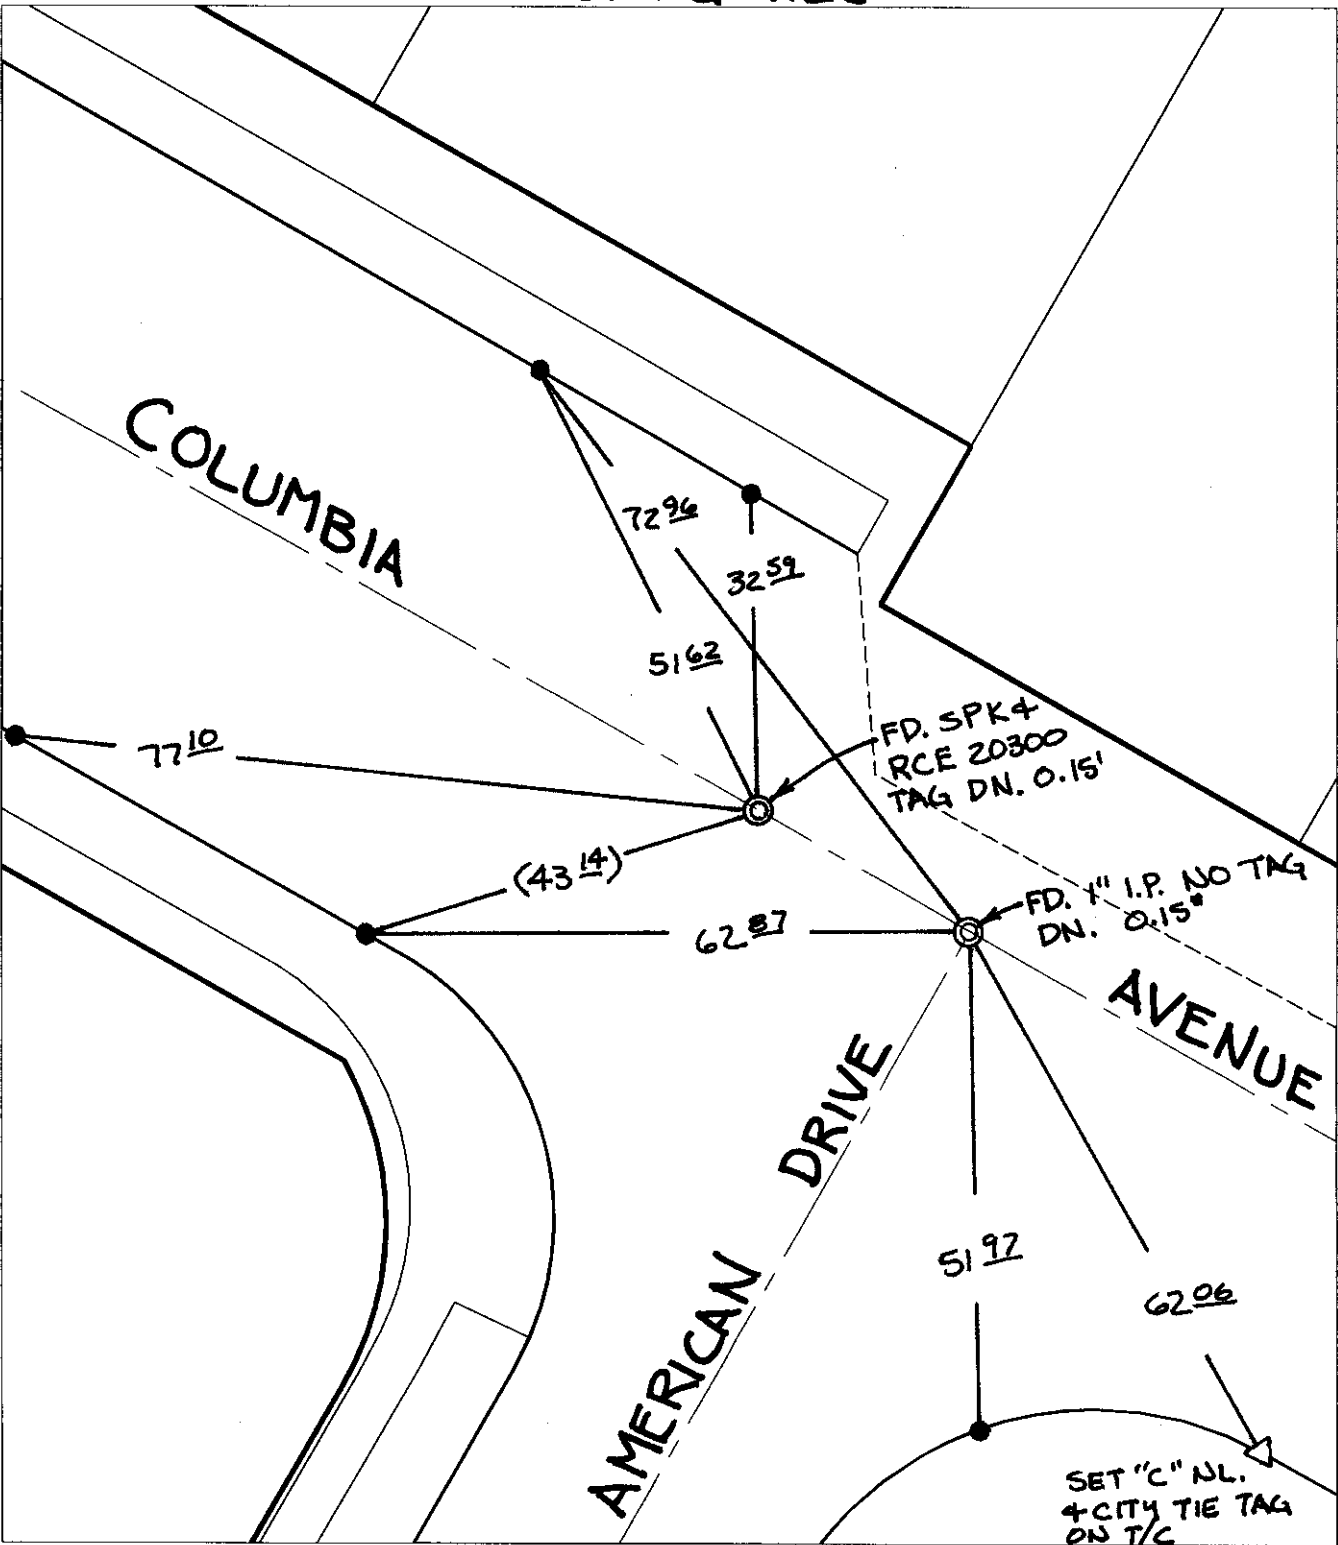 COLUMBIA
72 96
32 59
51 62
77 10
FD. SPK &
RCE 20300
TAG DN. 0.15'
(43 14)
FD. 1" I.P. NO TAG
DN. 0.15"
62 87
AVENUE
AMERICAN DRIVE
51 97
62 06
SET "C" NL.
& CITY TIE TAG
ON T/C